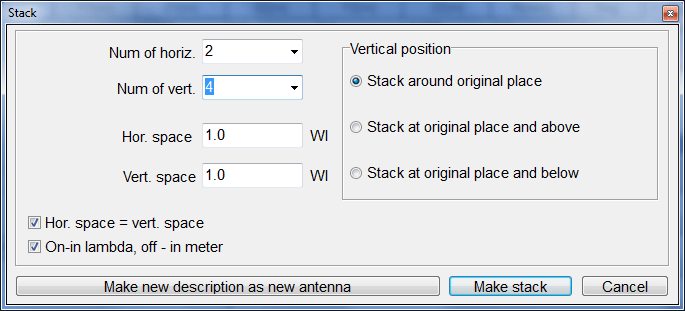 Stack
Num of horiz. 2
Num of vert. 4
Hor. space 1.0 Wl
Vert. space 1.0 Wl
Vertical position
Stack around original place
Stack at original place and above
Stack at original place and below
Hor. space = vert. space
On-in lambda, off - in meter
Make new description as new antenna Make stack Cancel